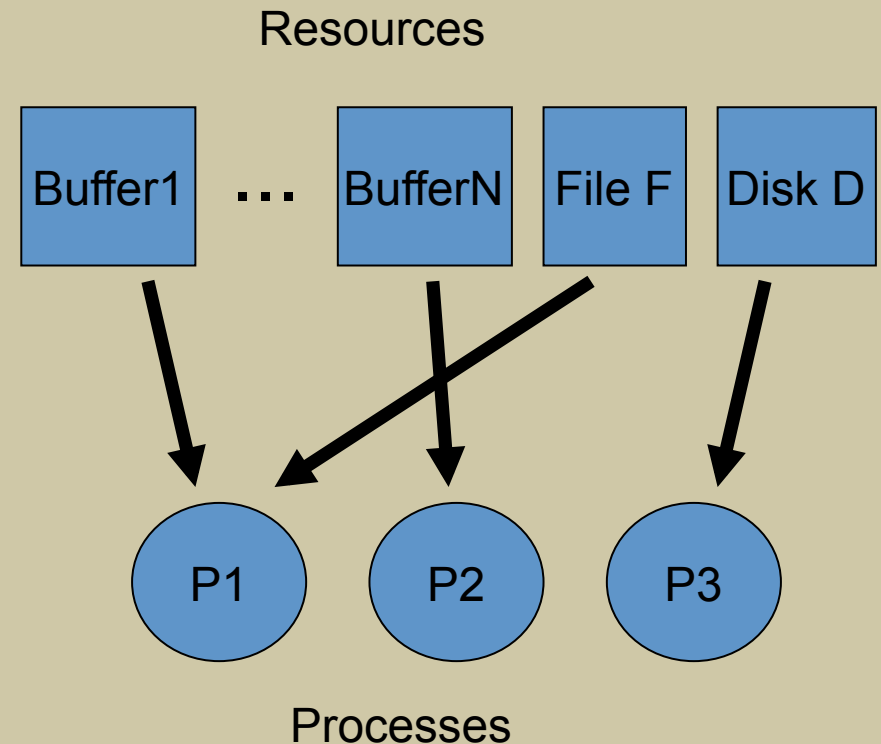 Resources
Buffer1 ... BufferN File F Disk D
P1 P2 P3
Processes